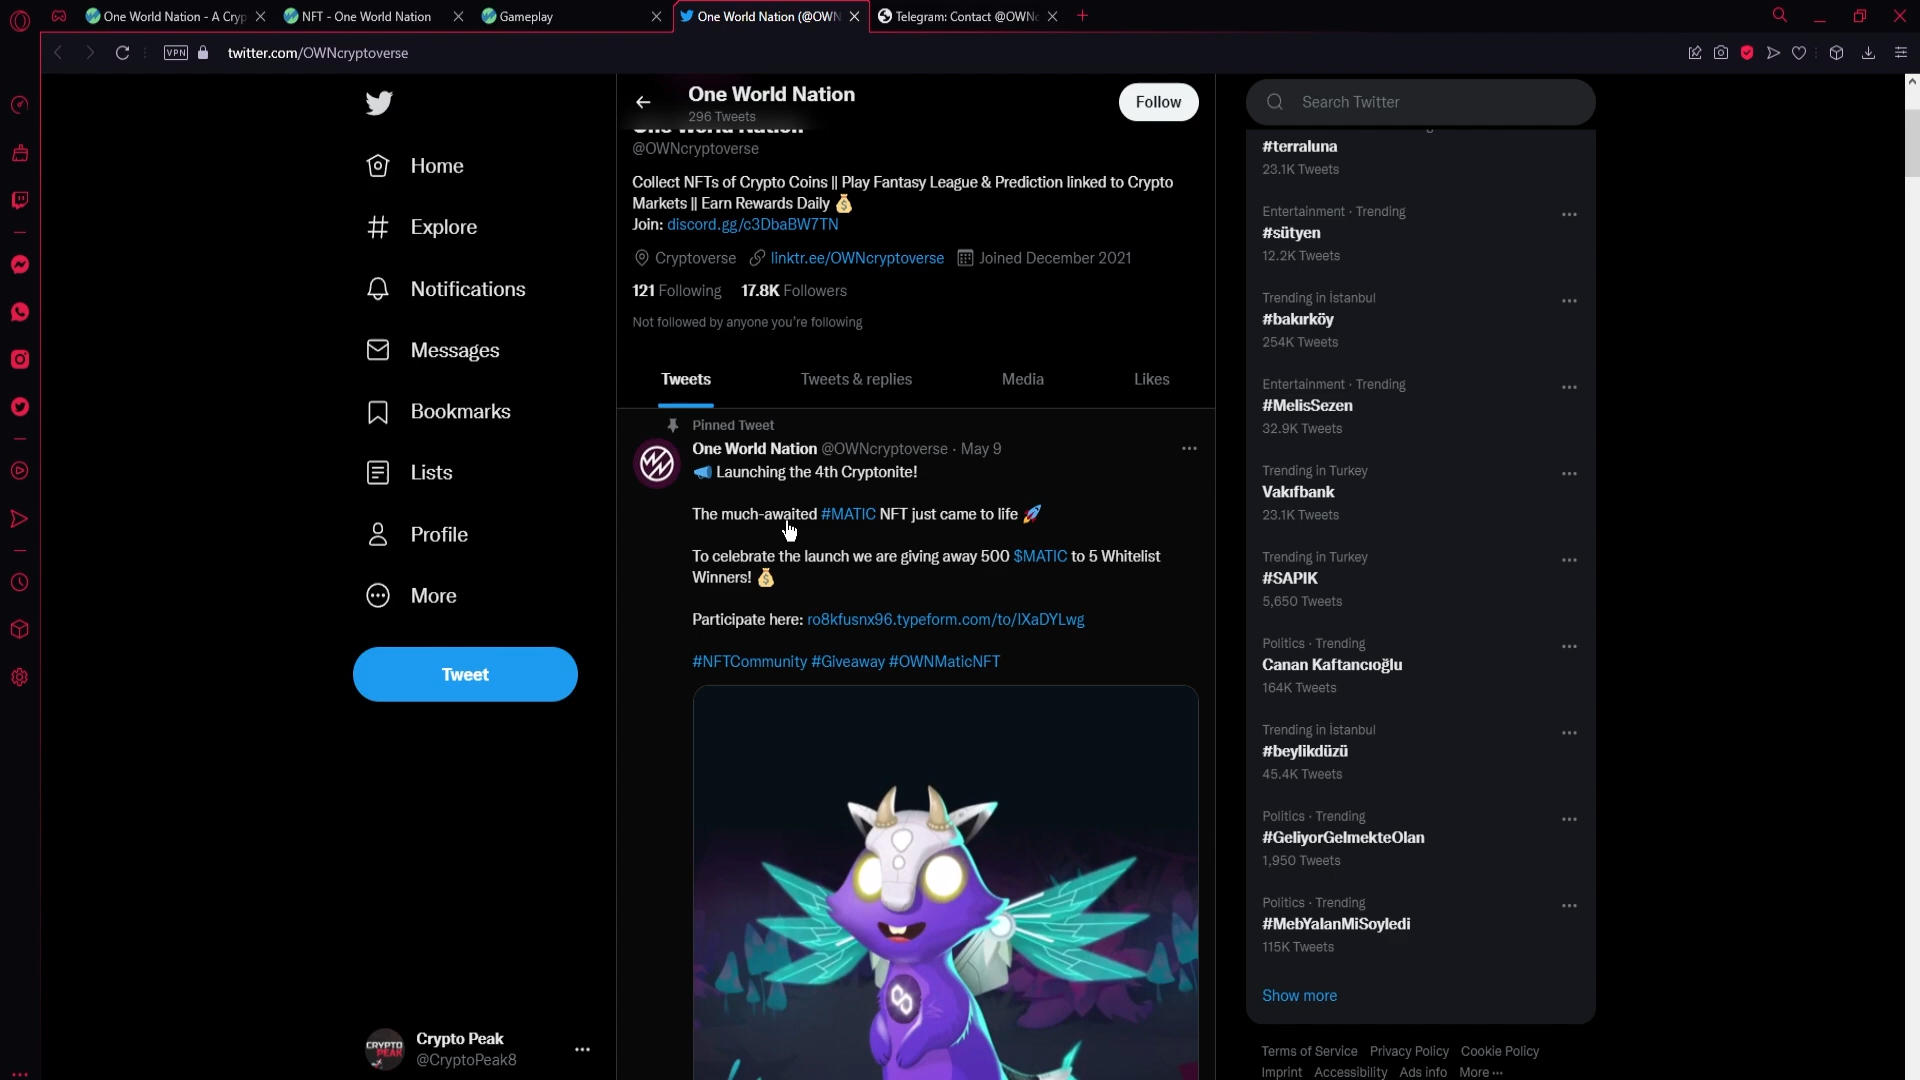 One World Nation - A Cryp
NFT - One World Nation
Gameplay
One World Nation (@OWN
Telegram: Contact @OWN
VPN
twitter.com/OWNcryptoverse
Home
Explore
Notifications
Messages
Bookmarks
Lists
Profile
More
Tweet
CRYPTO
PEAK
Crypto Peak
@CryptoPeak8
One World Nation
296 Tweets
Follow
One World Nation
@OWNcryptoverse
Collect NFTs of Crypto Coins || Play Fantasy League & Prediction linked to Crypto
Markets || Earn Rewards Daily 💰
Join: discord.gg/c3DbaBW7TN
Cryptoverse linktr.ee/OWNcryptoverse Joined December 2021
121 Following 17.8K Followers
Not followed by anyone you're following
Tweets Tweets & replies Media Likes
Pinned Tweet
One World Nation @OWNcryptoverse · May 9
📣 Launching the 4th Cryptonite!
The much-awaited #MATIC NFT just came to life 🚀
To celebrate the launch we are giving away 500 $MATIC to 5 Whitelist
Winners! 💰
Participate here: ro8kfusnx96.typeform.com/to/IXaDYLwg
#NFTCommunity #Giveaway #OWNMaticNFT
Search Twitter
#terraluna
23.1K Tweets
Entertainment · Trending
#sütyen
12.2K Tweets
Trending in İstanbul
#bakırköy
254K Tweets
Entertainment · Trending
#MelisSezen
32.9K Tweets
Trending in Turkey
Vakıfbank
23.1K Tweets
Trending in Turkey
#SAPIK
5,650 Tweets
Politics · Trending
Canan Kaftancıoğlu
164K Tweets
Trending in İstanbul
#beylikdüzü
45.4K Tweets
Politics · Trending
#GeliyorGelmekteOlan
1,950 Tweets
Politics · Trending
#MebYalanMiSoyledi
115K Tweets
Show more
Terms of Service Privacy Policy Cookie Policy
Imprint Accessibility Ads info More ···